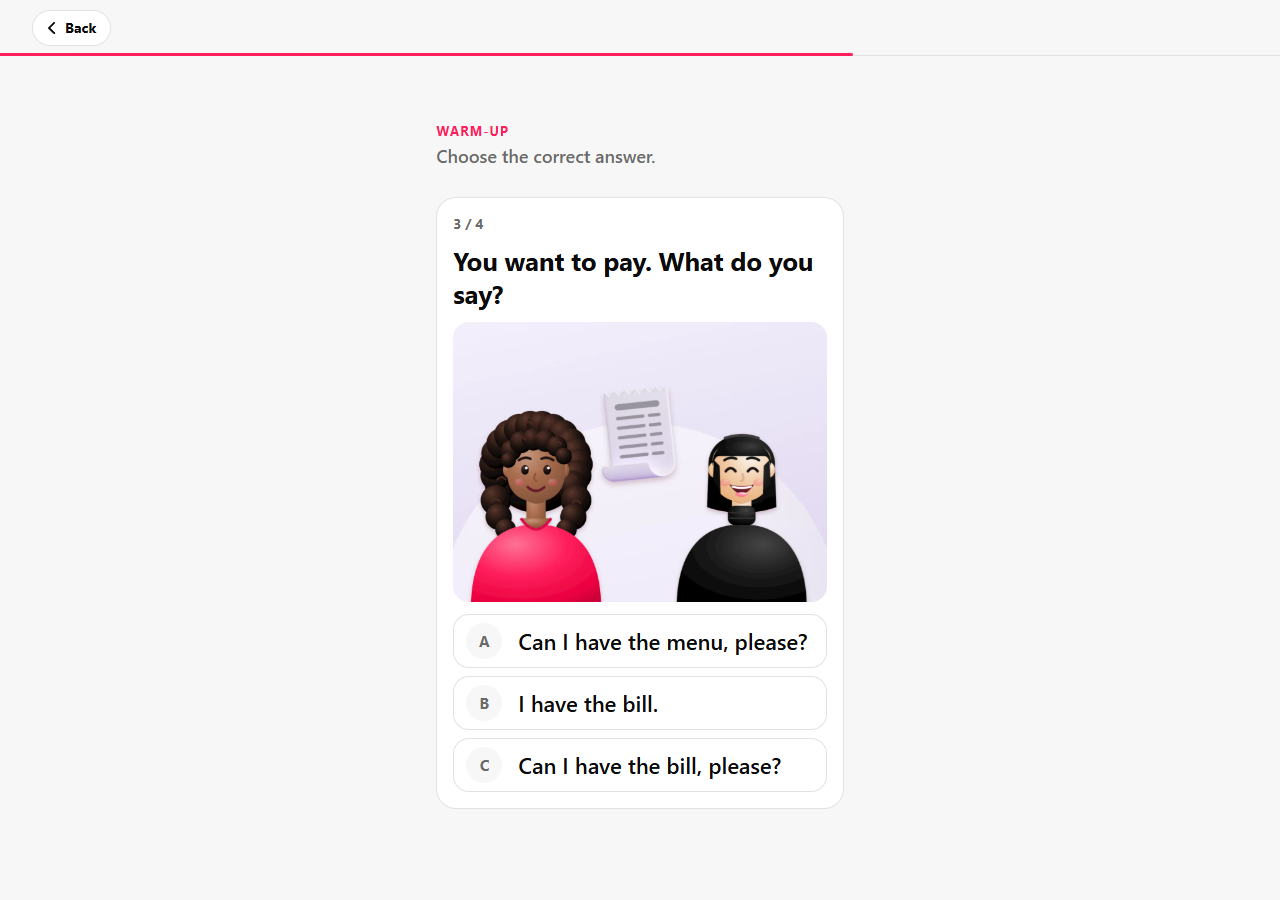 Back
WARM-UP
Choose the correct answer.
3 / 4
You want to pay. What do you
say?
A Can I have the menu, please?
B I have the bill.
C Can I have the bill, please?